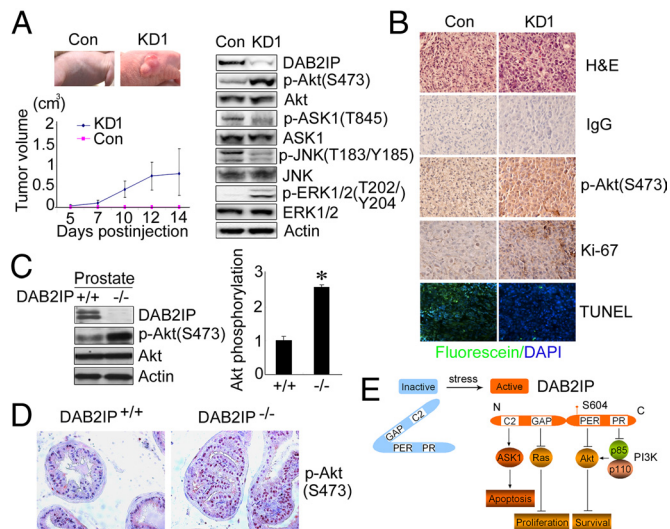 A
Con KD1
(cm3)
Tumor volume
2
1.5
1
0.5
0
KD1
Con
5 7 10 12 14
Days postinjection
Con KD1
DAB2IP
p-Akt(S473)
Akt
p-ASK1(T845)
ASK1
p-JNK(T183/Y185)
JNK
p-ERK1/2(T202/
Y204)
ERK1/2
Actin
B
Con KD1
H&E
IgG
p-Akt(S473)
Ki-67
TUNEL
Fluorescein/DAPI
C
Prostate
DAB2IP +/+ -/-
DAB2IP
p-Akt(S473)
Akt
Actin
Akt phosphorylation
3
2
1
0
*
+/+ -/-
D
DAB2IP+/+ DAB2IP-/-
p-Akt
(S473)
E
Inactive stress Active DAB2IP
GAP C2
PER PR
S604
N C
C2 GAP PER PR
ASK1 Ras Akt p85
p110
PI3K
Apoptosis
Proliferation Survival